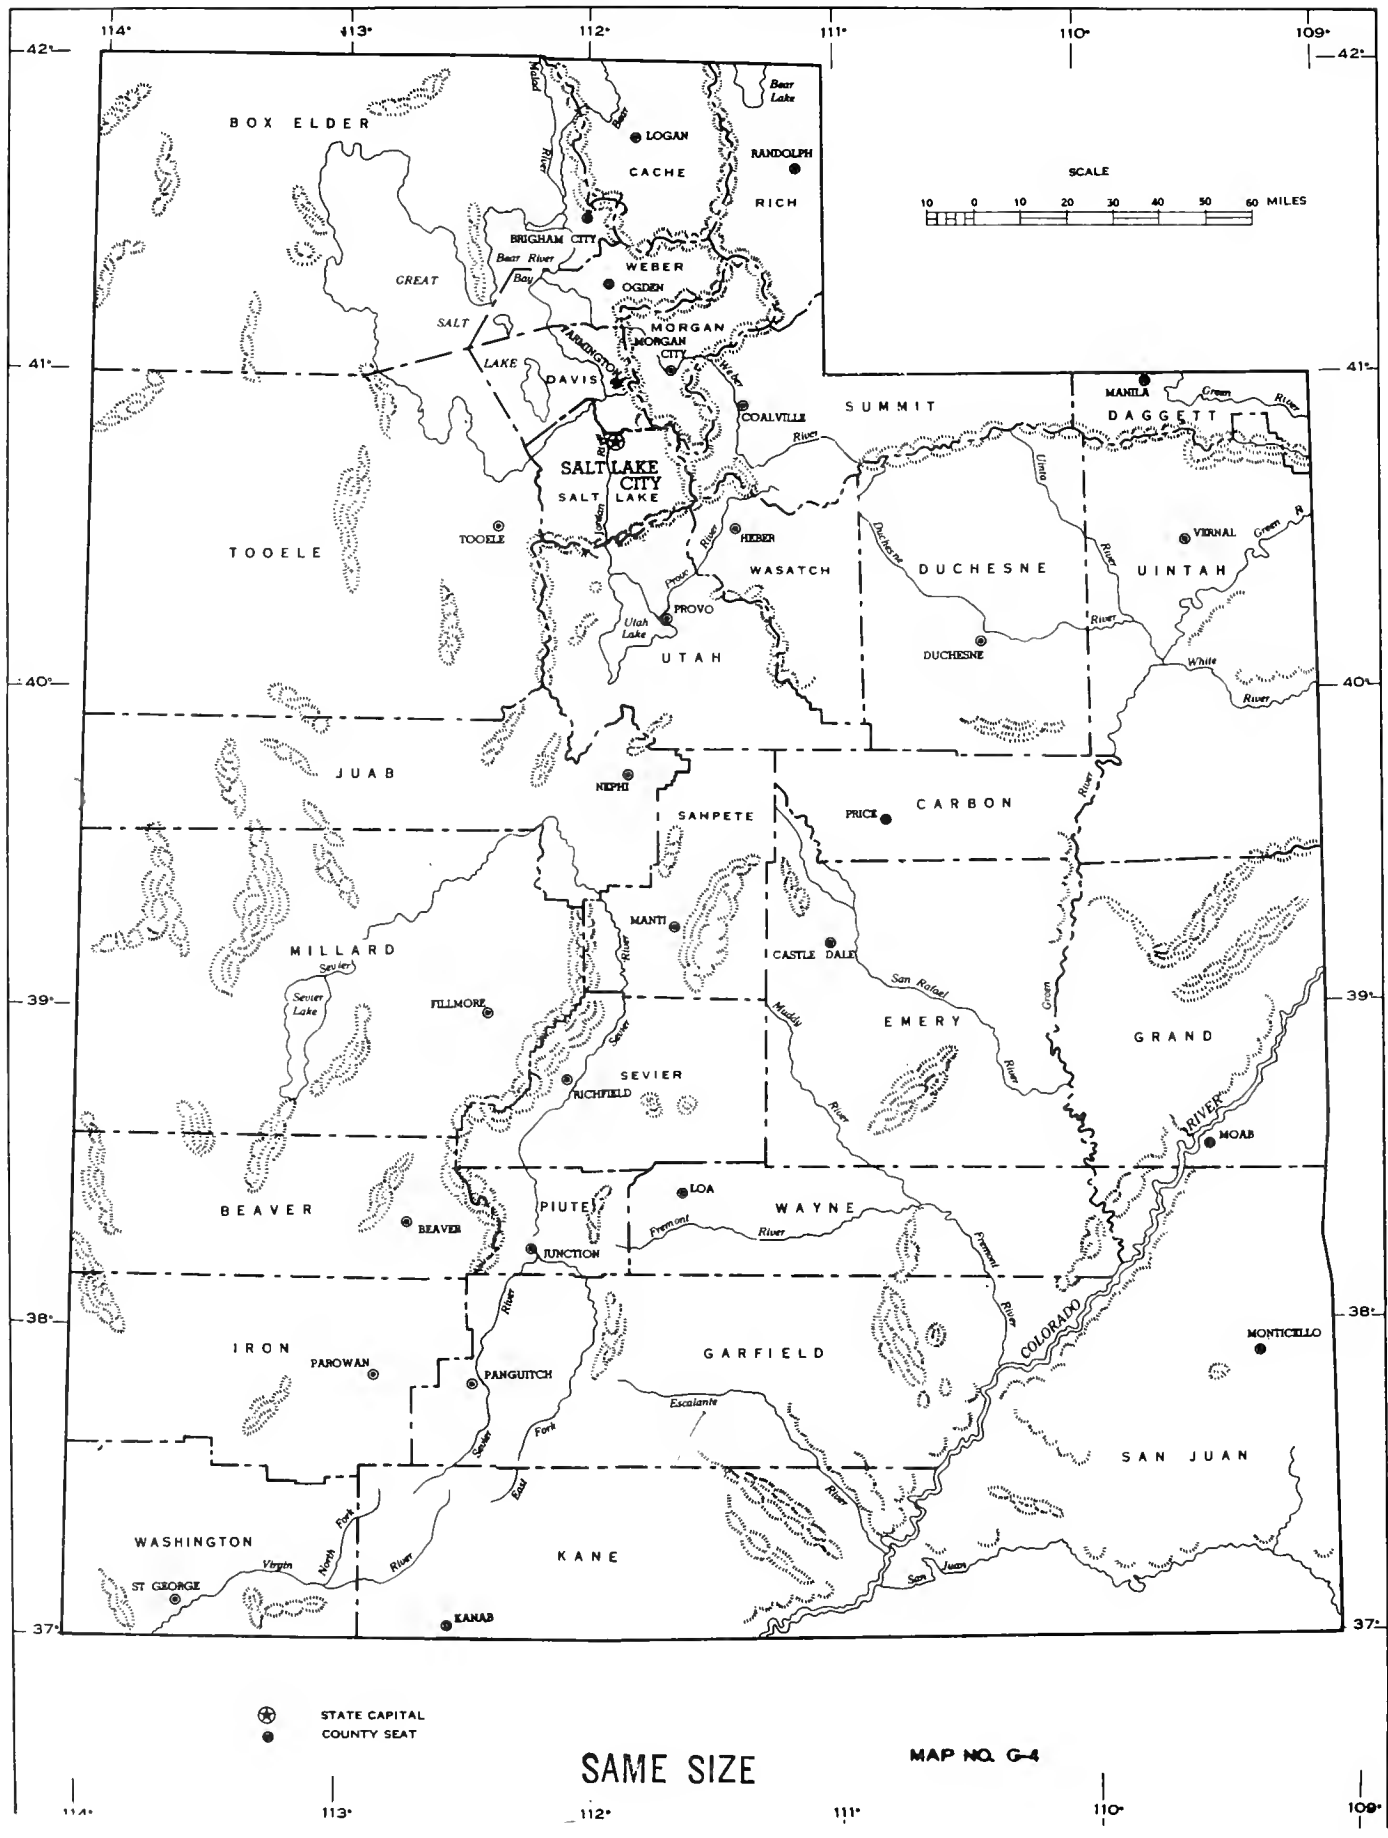 114° 113° 112° 111° 110° 109°
42° 42°
Malad
River
Bear
Bear
Lake
BOX ELDER
LOGAN
CACHE
RANDOLPH
RICH
SCALE
10 0 10 20 30 40 50 60 MILES
BRIGHAM CITY
Bear River
Bay
WEBER
OGDEN
GREAT
SALT
LAKE
MORGAN
MORGAN
CITY
FARMINGTON
DAVIS
41° 41°
Weber
River
COALVILLE
SUMMIT
MANILA
DAGGETT
Green
River
SALT LAKE
CITY
SALT LAKE
Jordan
Riv
TOOELE
TOOELE
HEBER
WASATCH
Provo
River
PROVO
Utah
Lake
UTAH
Duchesne
DUCHESNE
DUCHESNE
Uinta
River
River
VERNAL
UINTAH
Green R
White
River
40° 40°
JUAB
NEPHI
SANPETE
PRICE
CARBON
River
MANTI
CASTLE DALE
MILLARD
Sevier
Sevier
Lake
FILLMORE
River
Sevier
San Rafael
River
EMERY
Green
GRAND
39° 39°
Muddy
River
SEVIER
RICHFIELD
RIVER
MOAB
BEAVER
BEAVER
PIUTE
JUNCTION
LOA
WAYNE
Fremont
River
Fremont
River
38° 38°
COLORADO
IRON
PAROWAN
River
PANGUITCH
GARFIELD
MONTICELLO
Escalante
River
Sevier
Fork
East
SAN JUAN
WASHINGTON
Fork
North
Virgin
River
ST GEORGE
KANE
San Juan
KANAB
37° 37°
STATE CAPITAL
COUNTY SEAT
SAME SIZE
MAP NO. G-4
114° 113° 112° 111° 110° 109°